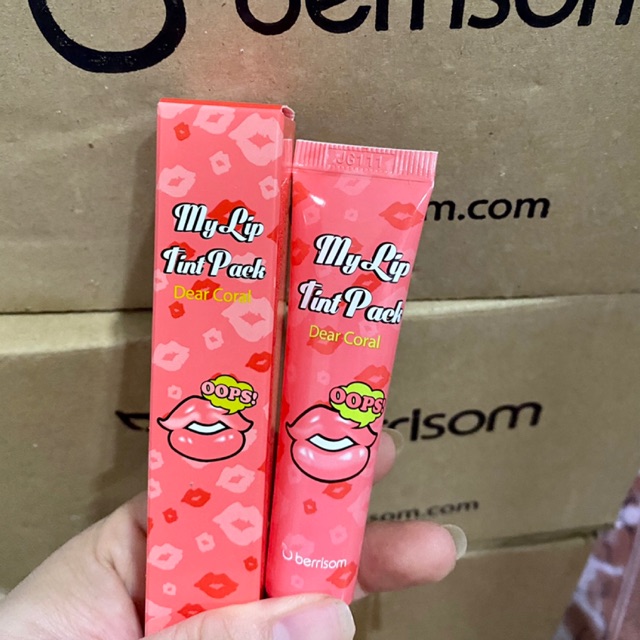 berrisom
.com
My Lip
Tint Pack
Dear Coral
OOPS!
JG111
My Lip
Tint Pack
Dear Coral
OOPS!
berrisom
berrisom
som.com